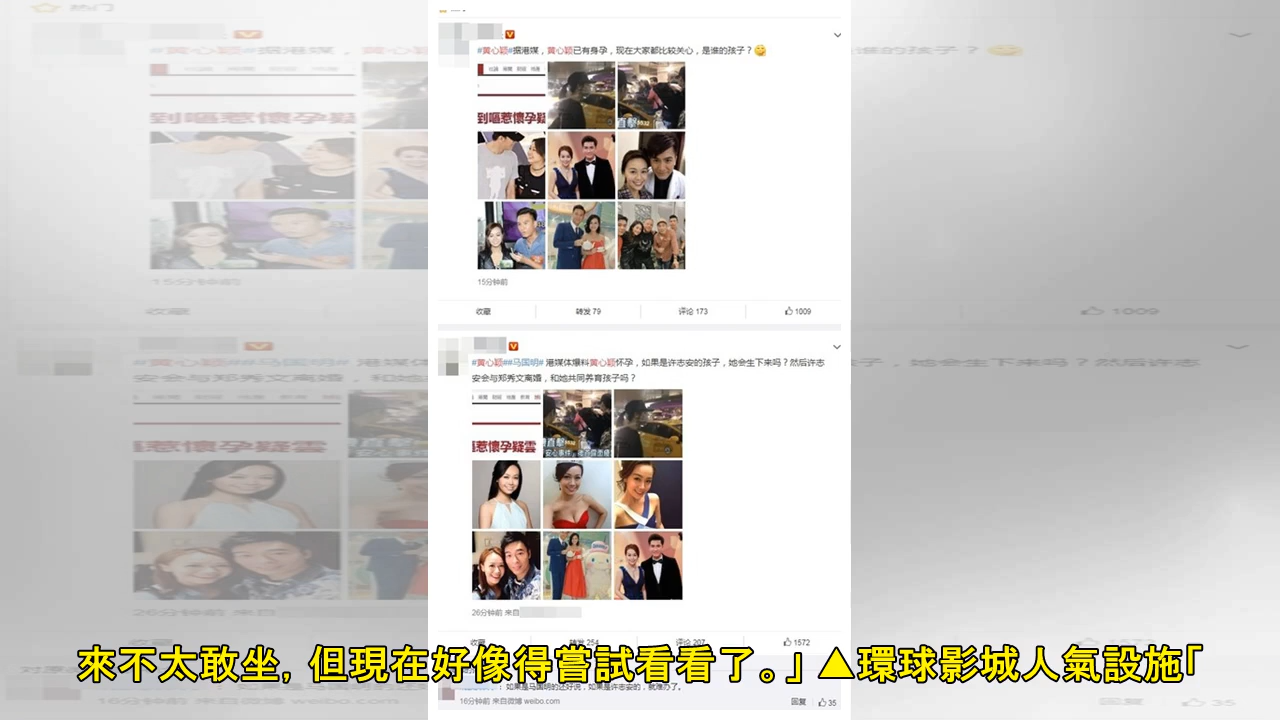 #黄心颖#据港媒，黄心颖已有身孕，现在大家都比较关心，是谁的孩子？
到嘔惹懷孕疑
直擊
15分钟前
收藏
转发 79
评论 173
1009
#黄心颖##马国明# 港媒体爆料黄心颖怀孕，如果是许志安的孩子，她会生下来吗？然后许志
安会与郑秀文离婚，和她共同养育孩子吗？
惹懷孕疑雲
直擊
26分钟前 来自
收藏
转发 254
评论 207
1572
來不太敢坐，但現在好像得嘗試看看了。」▲環球影城人氣設施「
：如果是马国明的还好说，如果是许志安的，就难办了。
16分钟前 来自微博 weibo.com
回复
35